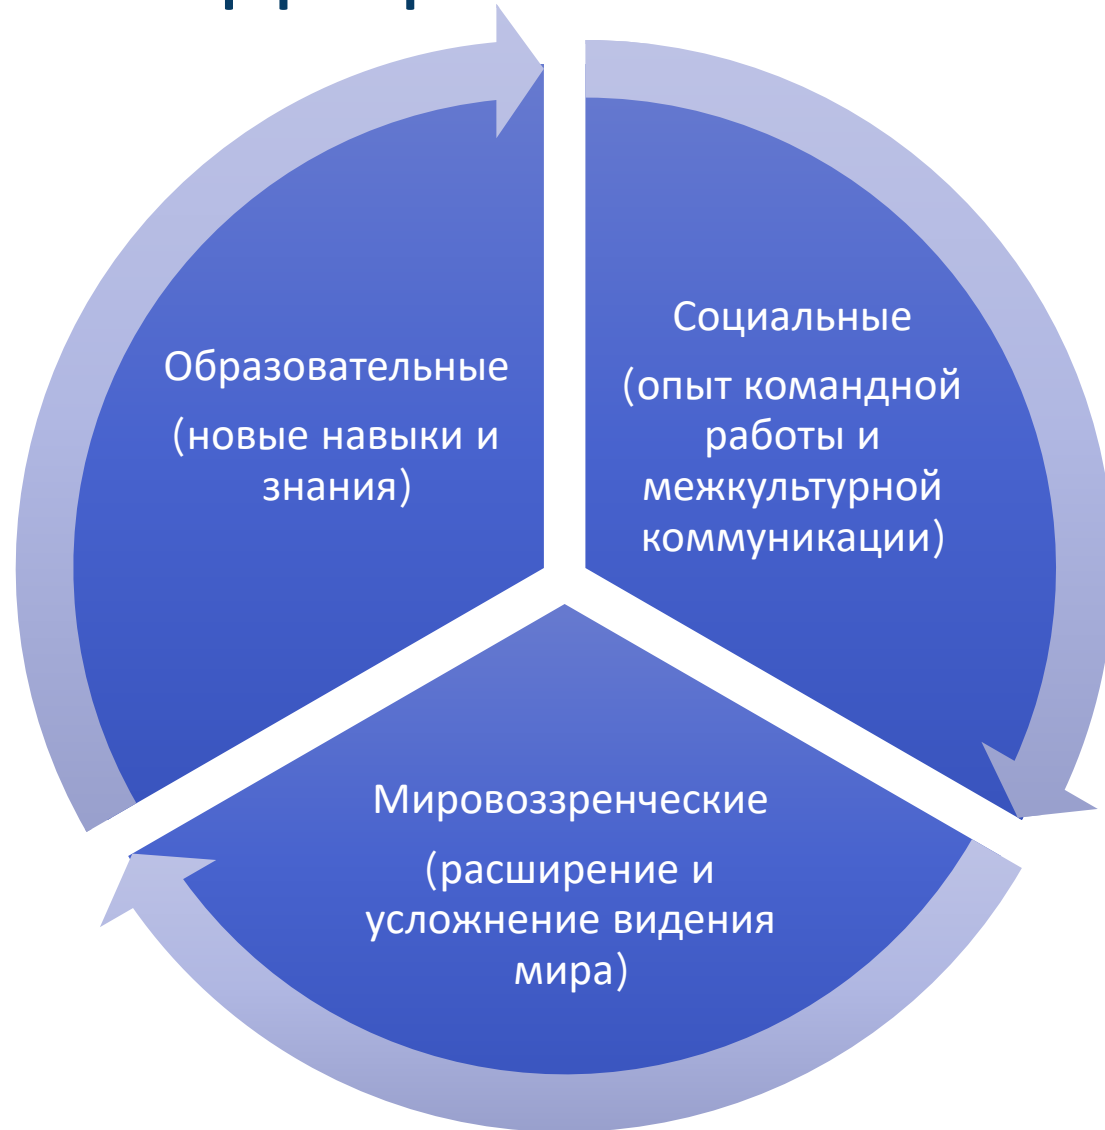 Образовательные
(новые навыки и
знания)
Социальные
(опыт командной
работы и
межкультурной
коммуникации)
Мировоззренческие
(расширение и
усложнение видения
мира)